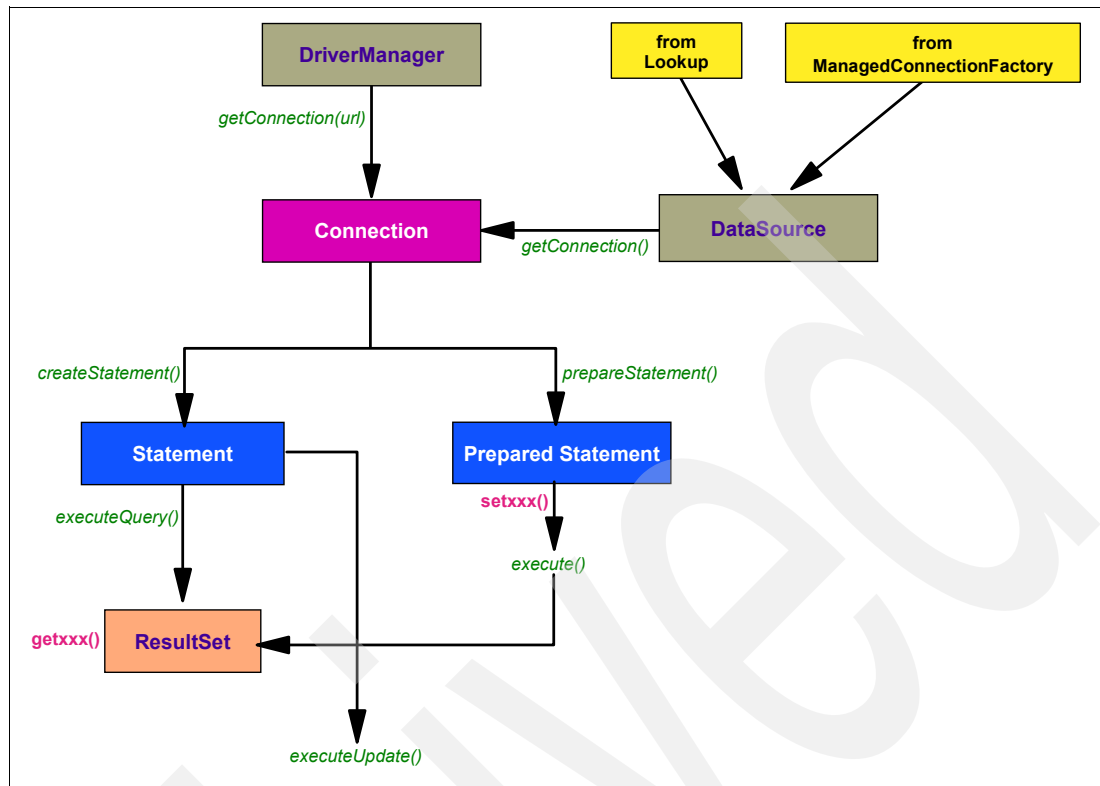 DriverManager
from
Lookup
from
ManagedConnectionFactory
getConnection(url)
Connection
DataSource
getConnection()
createStatement()
prepareStatement()
Statement
Prepared Statement
setxxx()
executeQuery()
execute()
getxxx()
ResultSet
executeUpdate()